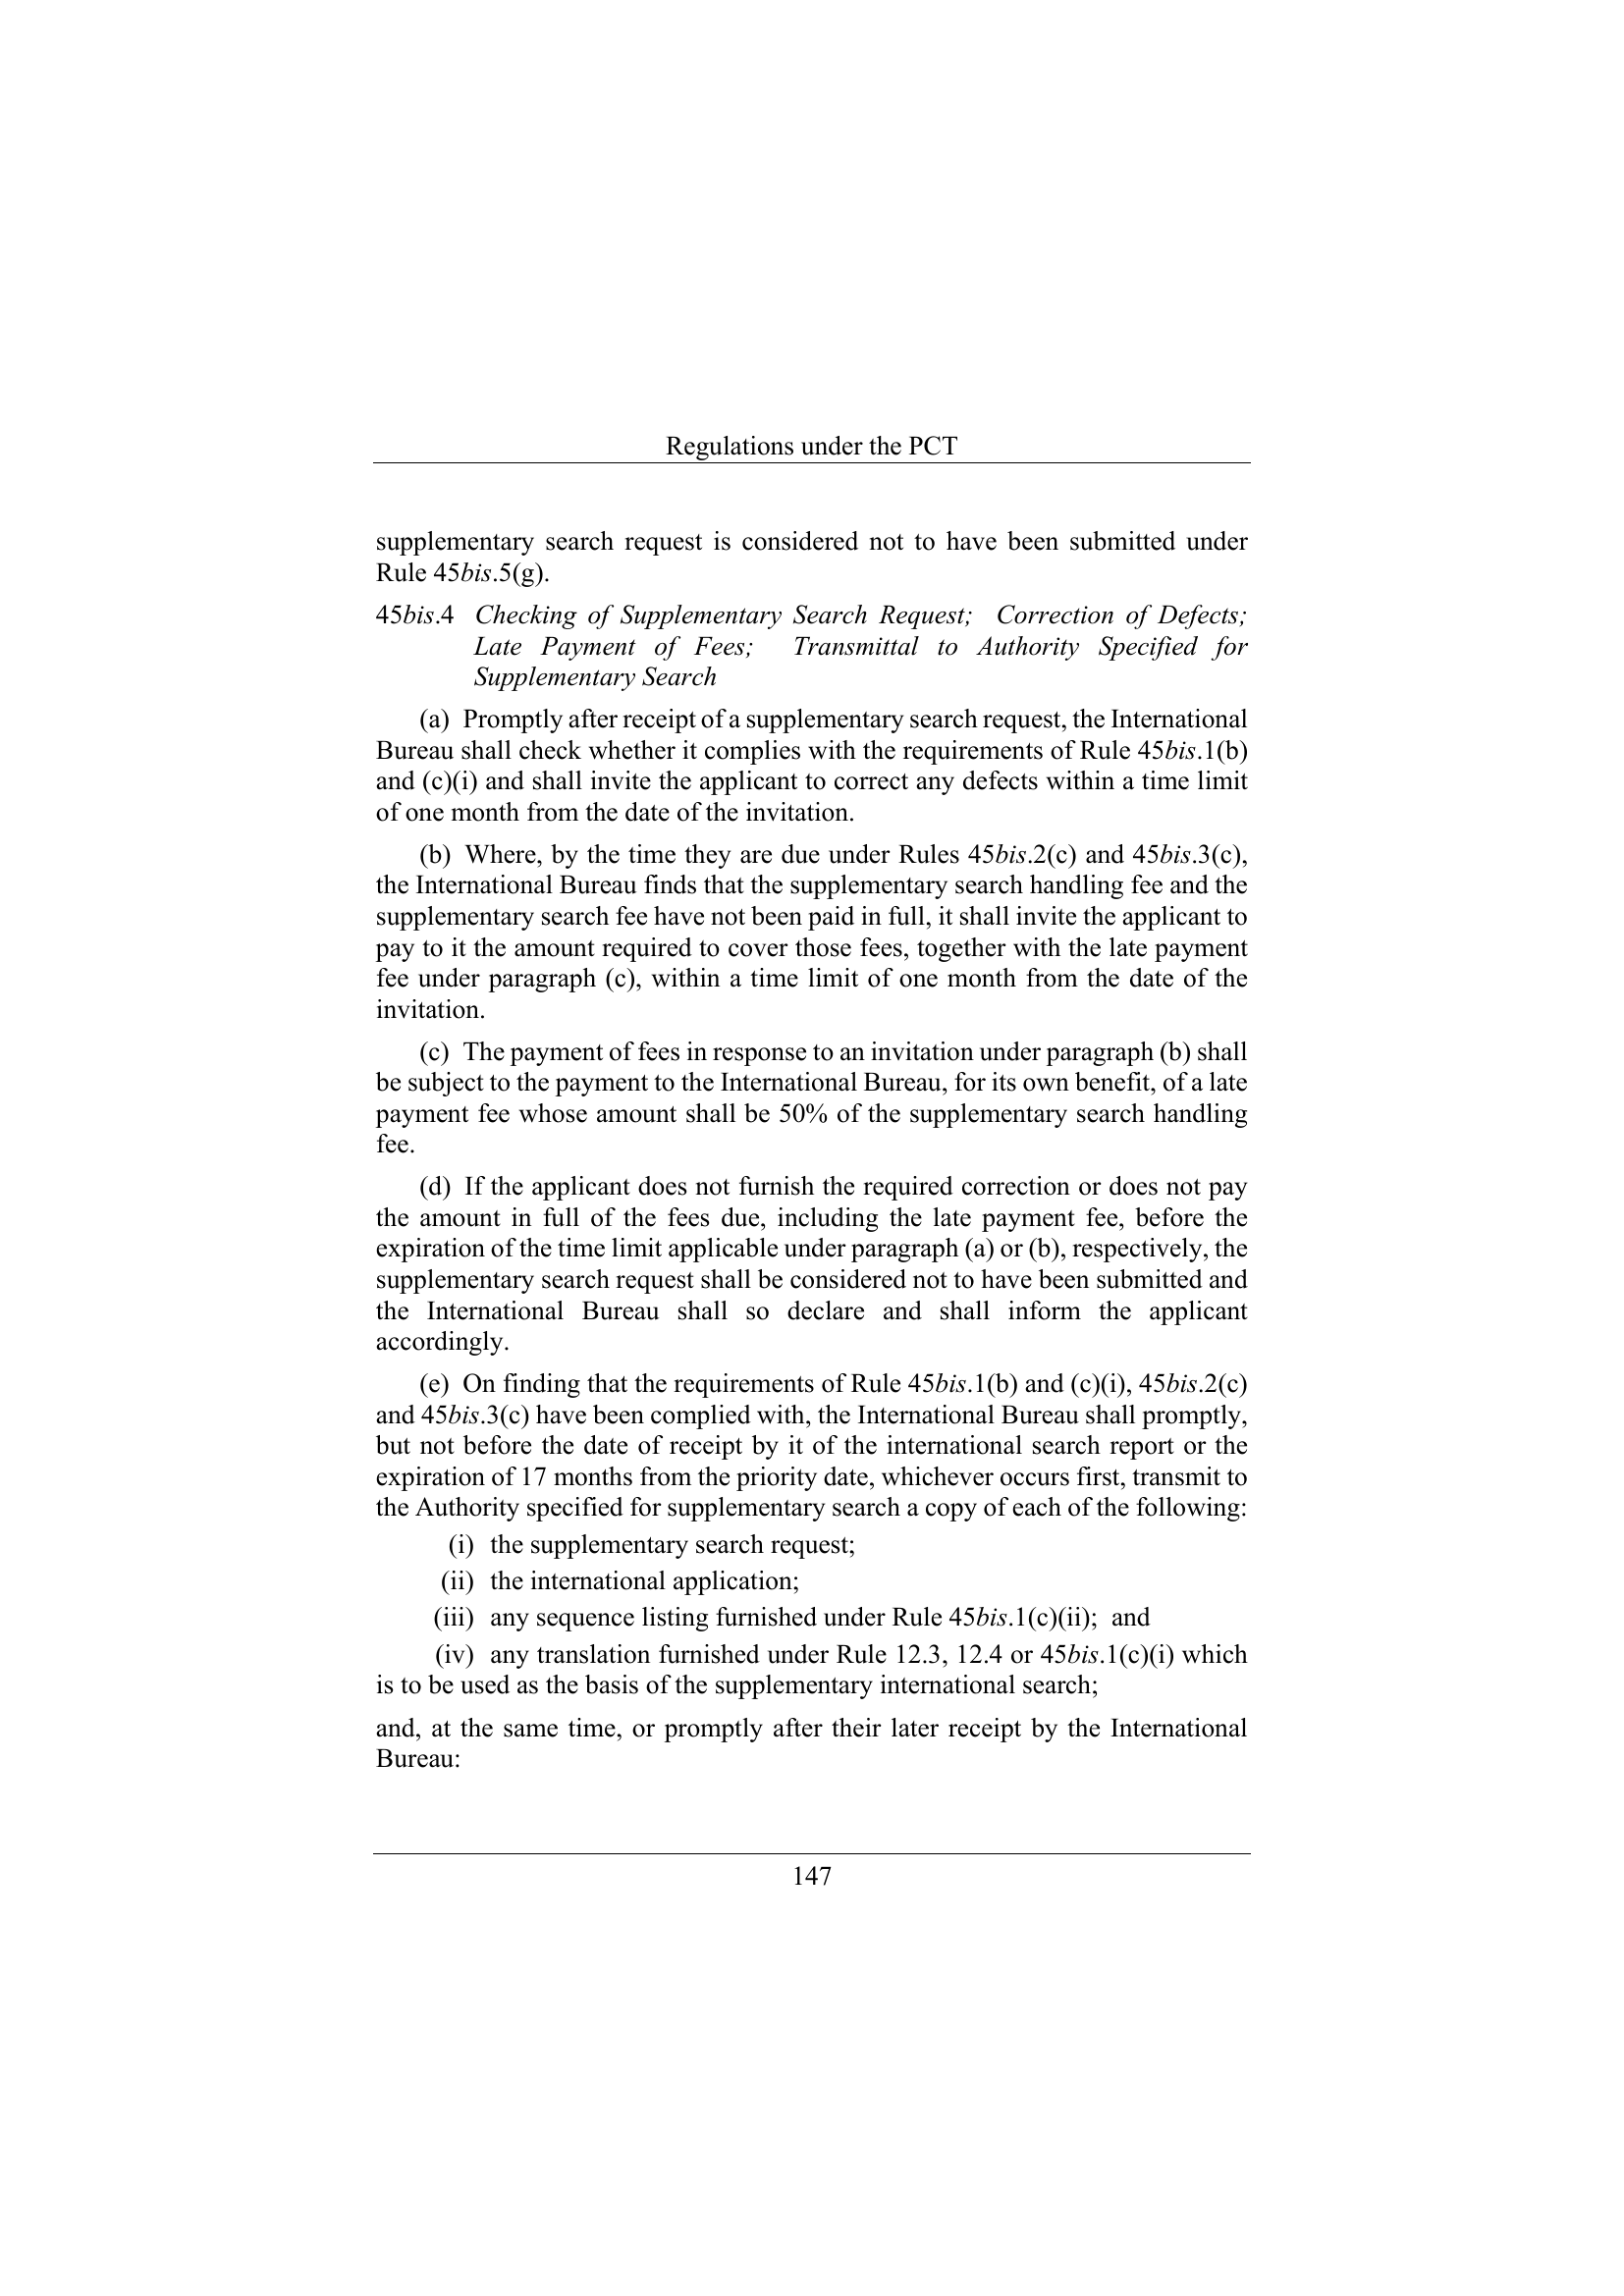 Regulations under the PCT
supplementary search request is considered not to have been submitted under
Rule 45bis.5(g).
45bis.4 Checking of Supplementary Search Request; Correction of Defects;
Late Payment of Fees; Transmittal to Authority Specified for
Supplementary Search
(a) Promptly after receipt of a supplementary search request, the International
Bureau shall check whether it complies with the requirements of Rule 45bis.1(b)
and (c)(i) and shall invite the applicant to correct any defects within a time limit
of one month from the date of the invitation.
(b) Where, by the time they are due under Rules 45bis.2(c) and 45bis.3(c),
the International Bureau finds that the supplementary search handling fee and the
supplementary search fee have not been paid in full, it shall invite the applicant to
pay to it the amount required to cover those fees, together with the late payment
fee under paragraph (c), within a time limit of one month from the date of the
invitation.
(c) The payment of fees in response to an invitation under paragraph (b) shall
be subject to the payment to the International Bureau, for its own benefit, of a late
payment fee whose amount shall be 50% of the supplementary search handling
fee.
(d) If the applicant does not furnish the required correction or does not pay
the amount in full of the fees due, including the late payment fee, before the
expiration of the time limit applicable under paragraph (a) or (b), respectively, the
supplementary search request shall be considered not to have been submitted and
the International Bureau shall so declare and shall inform the applicant
accordingly.
(e) On finding that the requirements of Rule 45bis.1(b) and (c)(i), 45bis.2(c)
and 45bis.3(c) have been complied with, the International Bureau shall promptly,
but not before the date of receipt by it of the international search report or the
expiration of 17 months from the priority date, whichever occurs first, transmit to
the Authority specified for supplementary search a copy of each of the following:
(i) the supplementary search request;
(ii) the international application;
(iii) any sequence listing furnished under Rule 45bis.1(c)(ii); and
(iv) any translation furnished under Rule 12.3, 12.4 or 45bis.1(c)(i) which
is to be used as the basis of the supplementary international search;
and, at the same time, or promptly after their later receipt by the International
Bureau:
147